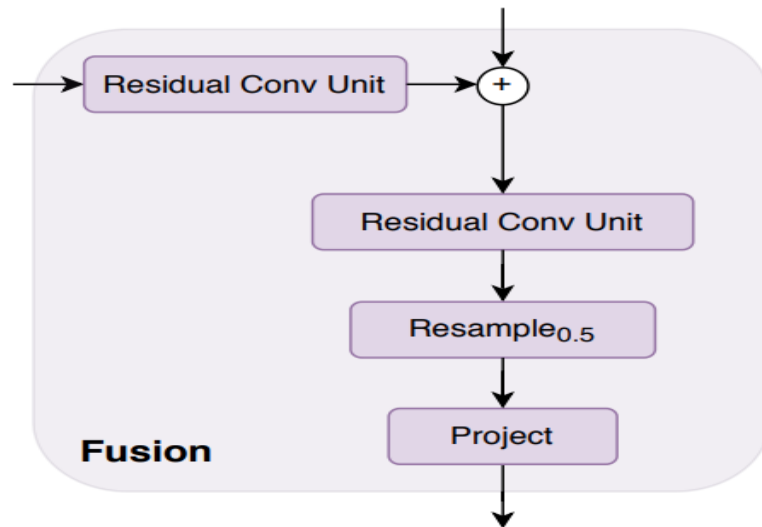 Residual Conv Unit
+
Residual Conv Unit
Resample0.5
Project
Fusion